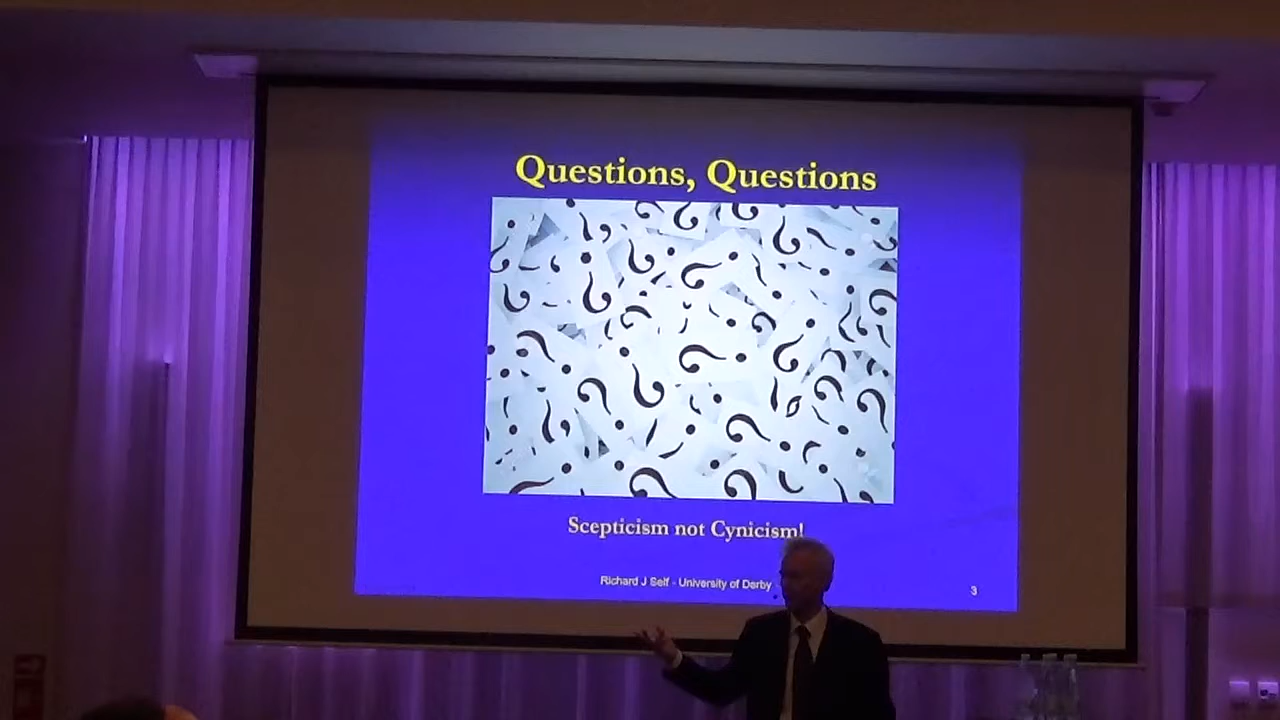 Questions, Questions
Scepticism not Cynicism!
Richard J Self - University of Derby
3